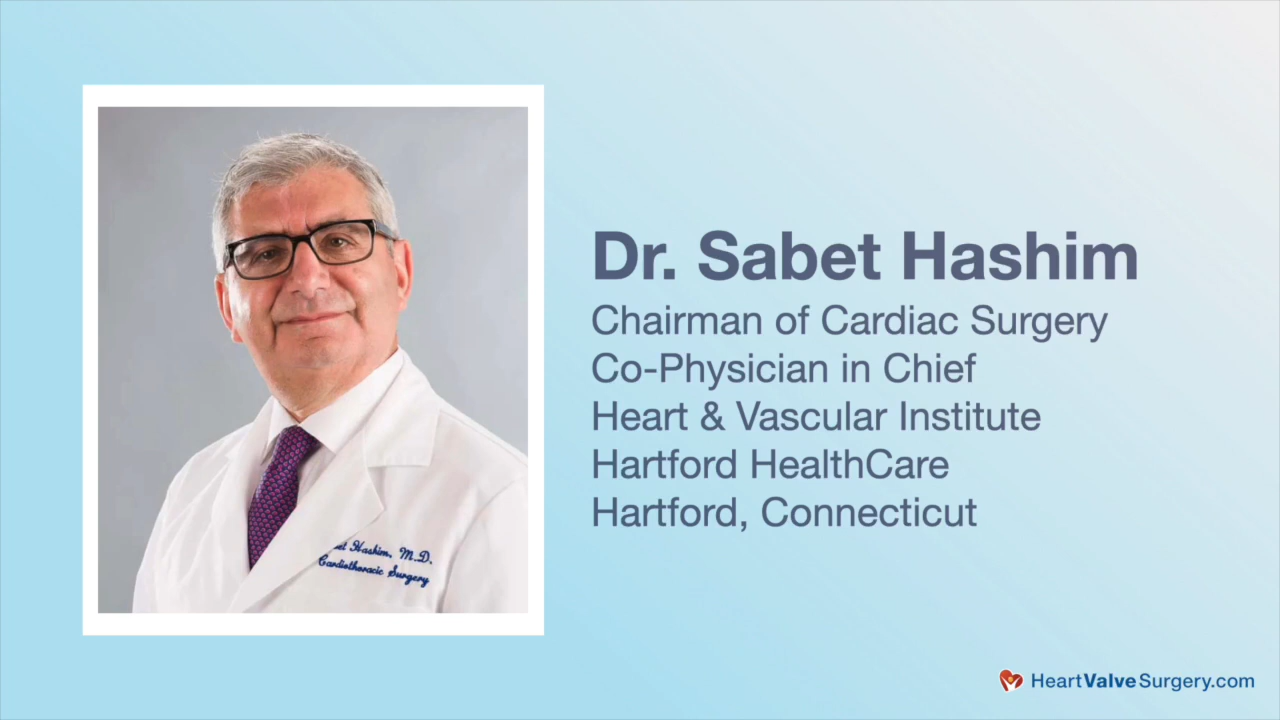 Dr. Sabet Hashim
Chairman of Cardiac Surgery
Co-Physician in Chief
Heart & Vascular Institute
Hartford HealthCare
Hartford, Connecticut
Hashim, M.D.
Cardiothoracic Surgery
HeartValveSurgery.com